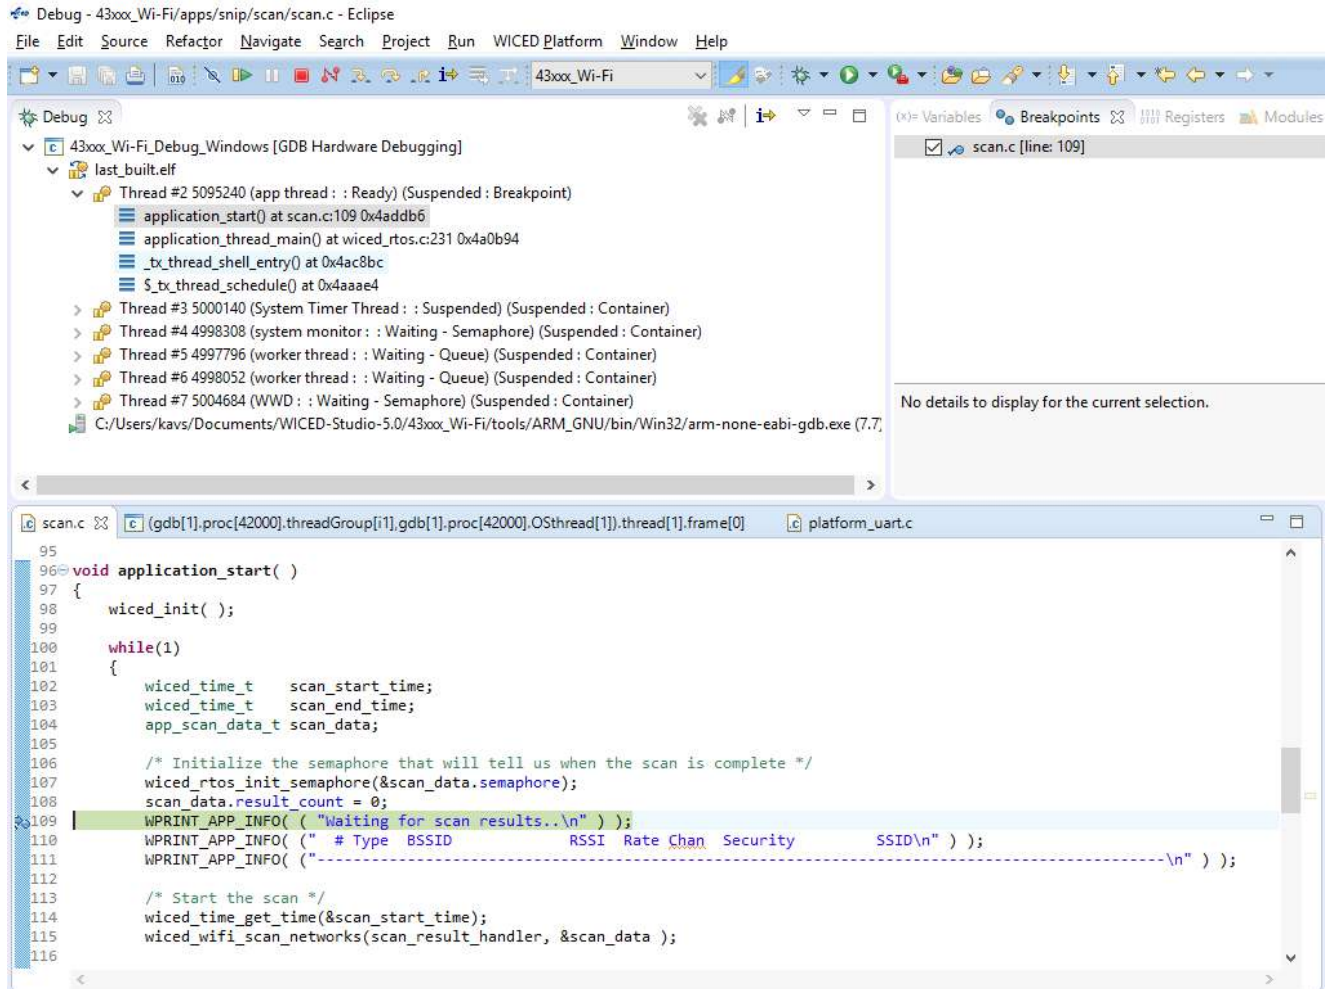 Debug - 43xxx_Wi-Fi/apps/snip/scan/scan.c - Eclipse
File Edit Source Refactor Navigate Search Project Run WICED Platform Window Help
010 43xxx_Wi-Fi
Debug
(x)= Variables Breakpoints Registers Modules
43xxx_Wi-Fi_Debug_Windows [GDB Hardware Debugging]
scan.c [line: 109]
last_built.elf
Thread #2 5095240 (app thread : : Ready) (Suspended : Breakpoint)
application_start() at scan.c:109 0x4addb6
application_thread_main() at wiced_rtos.c:231 0x4a0b94
_tx_thread_shell_entry() at 0x4ac8bc
$_tx_thread_schedule() at 0x4aaae4
Thread #3 5000140 (System Timer Thread : : Suspended) (Suspended : Container)
Thread #4 4998308 (system monitor : : Waiting - Semaphore) (Suspended : Container)
Thread #5 4997796 (worker thread : : Waiting - Queue) (Suspended : Container)
Thread #6 4998052 (worker thread : : Waiting - Queue) (Suspended : Container)
Thread #7 5004684 (WWD : : Waiting - Semaphore) (Suspended : Container)
No details to display for the current selection.
C:/Users/kavs/Documents/WICED-Studio-5.0/43xxx_Wi-Fi/tools/ARM_GNU/bin/Win32/arm-none-eabi-gdb.exe (7.7
scan.c (gdb[1].proc[42000].threadGroup[i1],gdb[1].proc[42000].OSthread[1]).thread[1].frame[0] platform_uart.c
95
96 void application_start( )
97 {
98 wiced_init( );
99
100 while(1)
101 {
102 wiced_time_t scan_start_time;
103 wiced_time_t scan_end_time;
104 app_scan_data_t scan_data;
105
106 /* Initialize the semaphore that will tell us when the scan is complete */
107 wiced_rtos_init_semaphore(&scan_data.semaphore);
108 scan_data.result_count = 0;
109 WPRINT_APP_INFO( ( "Waiting for scan results..\n" ) );
110 WPRINT_APP_INFO( (" # Type BSSID RSSI Rate Chan Security SSID\n" ) );
111 WPRINT_APP_INFO( ("----------------------------------------------------------------------------------------------\n" ) );
112
113 /* Start the scan */
114 wiced_time_get_time(&scan_start_time);
115 wiced_wifi_scan_networks(scan_result_handler, &scan_data );
116